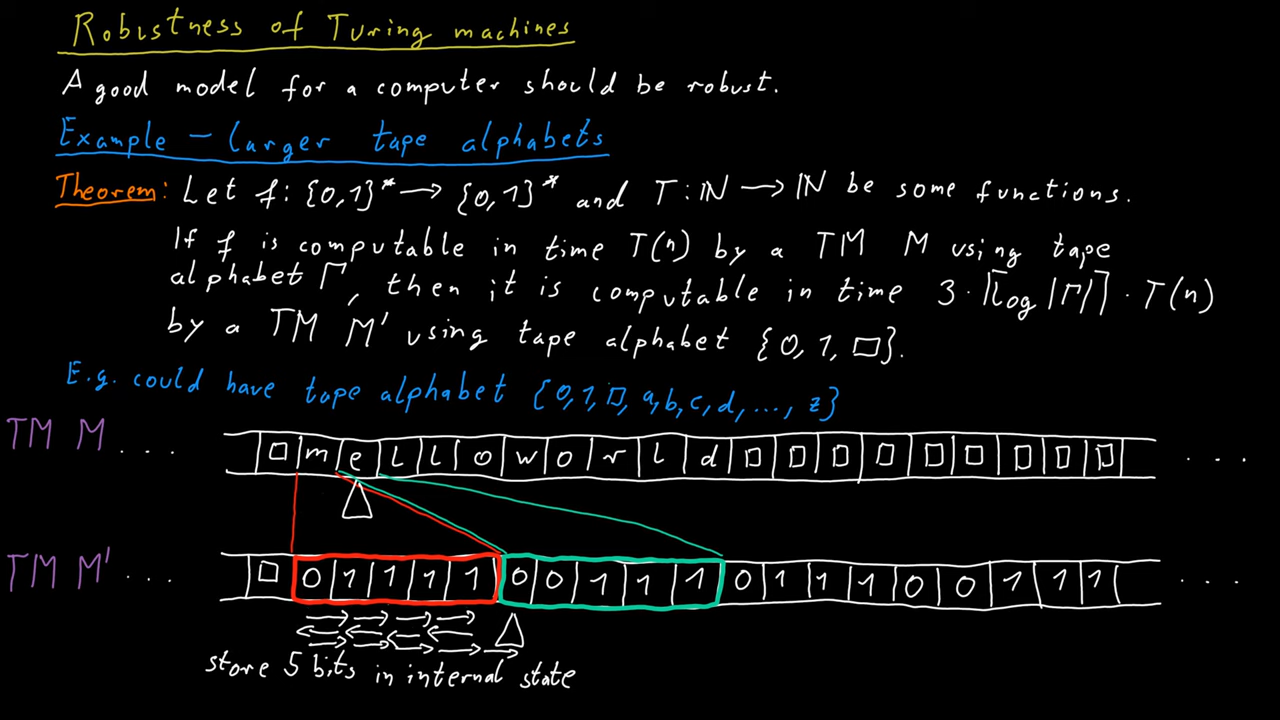 Robustness of Turing machines
A good model for a computer should be robust.
Example – larger tape alphabets
Theorem: Let f: {0,1}* → {0,1}* and T: ℕ → ℕ be some functions.
If f is computable in time T(n) by a TM M using tape
alphabet Γ, then it is computable in time 3·⌈log |Γ|⌉·T(n)
by a TM M' using tape alphabet {0, 1, □}.
E.g. could have tape alphabet {0,1,□,a,b,c,d,...,z}
TM M ... □ m e l l o w o r l d □ □ □ □ □ □ □ □ □ ...
TM M' ... □ 0 1 1 1 1 0 0 1 1 1 0 1 1 1 0 0 1 1 1 ...
store 5 bits in internal state